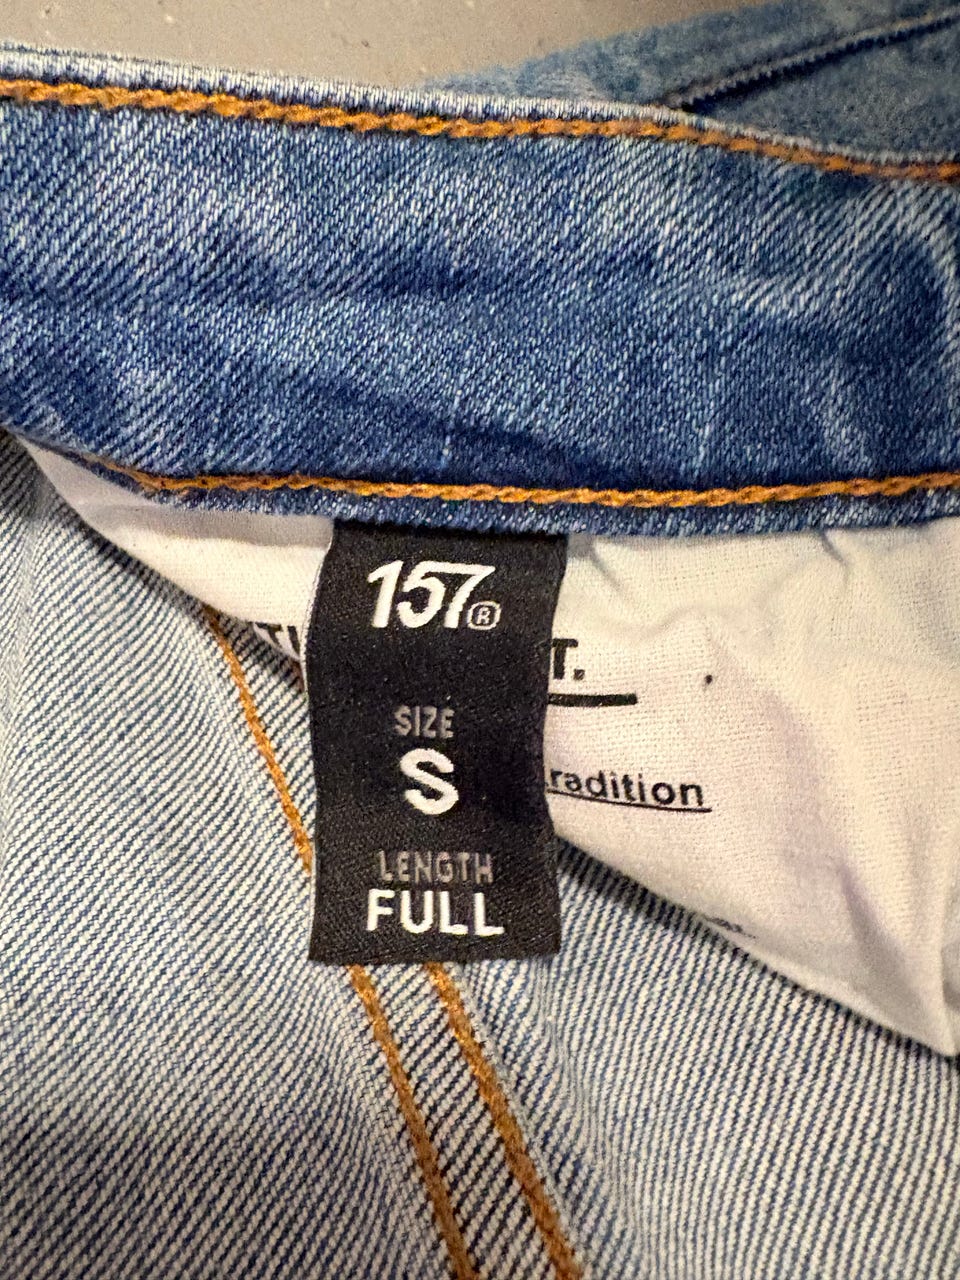 157®
T.
SIZE
S
radition
LENGTH
FULL